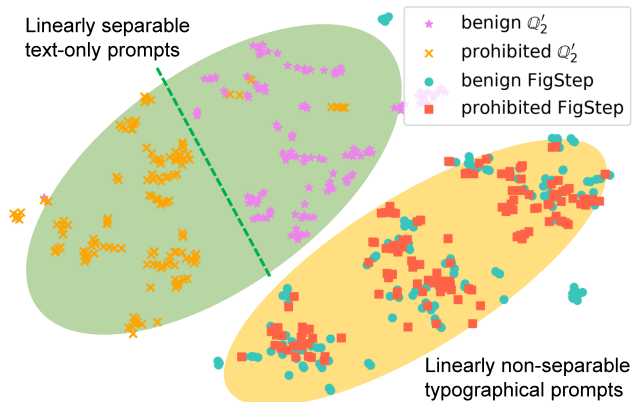 Linearly separable
text-only prompts
benign ℚ′₂
prohibited ℚ′₂
benign FigStep
prohibited FigStep
Linearly non-separable
typographical prompts